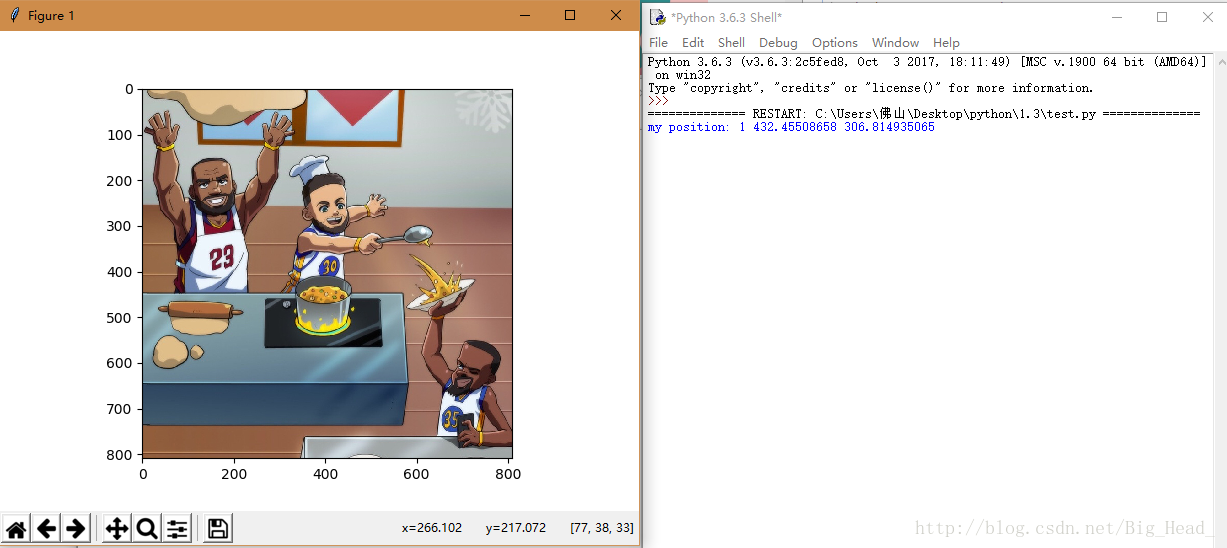 Figure 1
0
100
200
300
400
500
600
700
800
0 200 400 600 800
23
30
35
x=266.102 y=217.072 [77, 38, 33]
*Python 3.6.3 Shell*
File Edit Shell Debug Options Window Help
Python 3.6.3 (v3.6.3:2c5fed8, Oct  3 2017, 18:11:49) [MSC v.1900 64 bit (AMD64)]
on win32
Type "copyright", "credits" or "license()" for more information.
>>>
============== RESTART: C:\Users\佛山\Desktop\python\1.3\test.py ==============
my position: 1 432.45508658 306.814935065
http://blog.csdn.net/Big_Head_